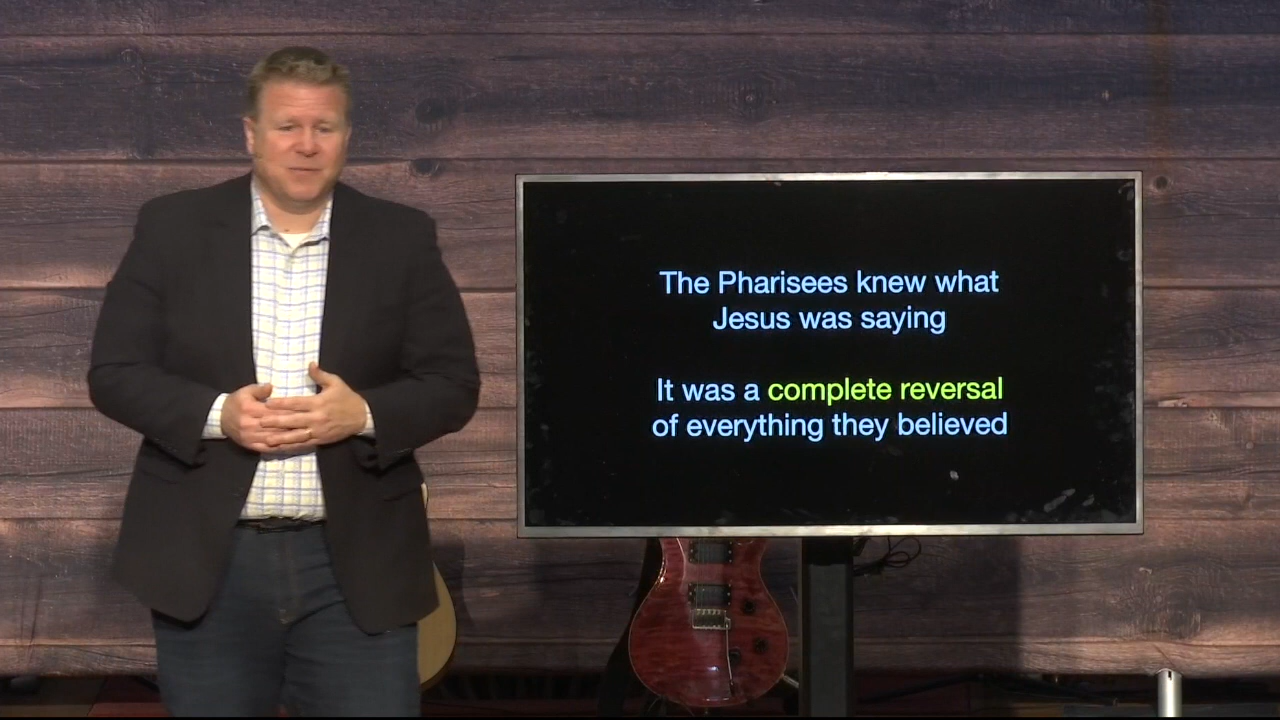 The Pharisees knew what
Jesus was saying
It was a complete reversal
of everything they believed